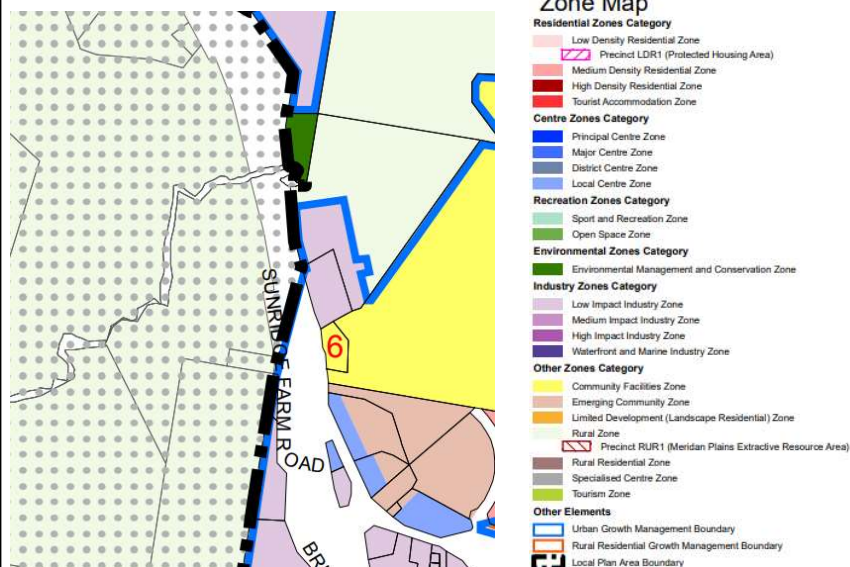 Zone Map
Residential Zones Category
Low Density Residential Zone
Precinct LDR1 (Protected Housing Area)
Medium Density Residential Zone
High Density Residential Zone
Tourist Accommodation Zone
Centre Zones Category
Principal Centre Zone
Major Centre Zone
District Centre Zone
Local Centre Zone
Recreation Zones Category
Sport and Recreation Zone
Open Space Zone
Environmental Zones Category
Environmental Management and Conservation Zone
Industry Zones Category
Low Impact Industry Zone
Medium Impact Industry Zone
High Impact Industry Zone
Waterfront and Marine Industry Zone
Other Zones Category
Community Facilities Zone
Emerging Community Zone
Limited Development (Landscape Residential) Zone
Rural Zone
Precinct RUR1 (Meridan Plains Extractive Resource Area)
Rural Residential Zone
Specialised Centre Zone
Tourism Zone
Other Elements
Urban Growth Management Boundary
Rural Residential Growth Management Boundary
Local Plan Area Boundary
SUNRIDGE FARM ROAD
6
OAD